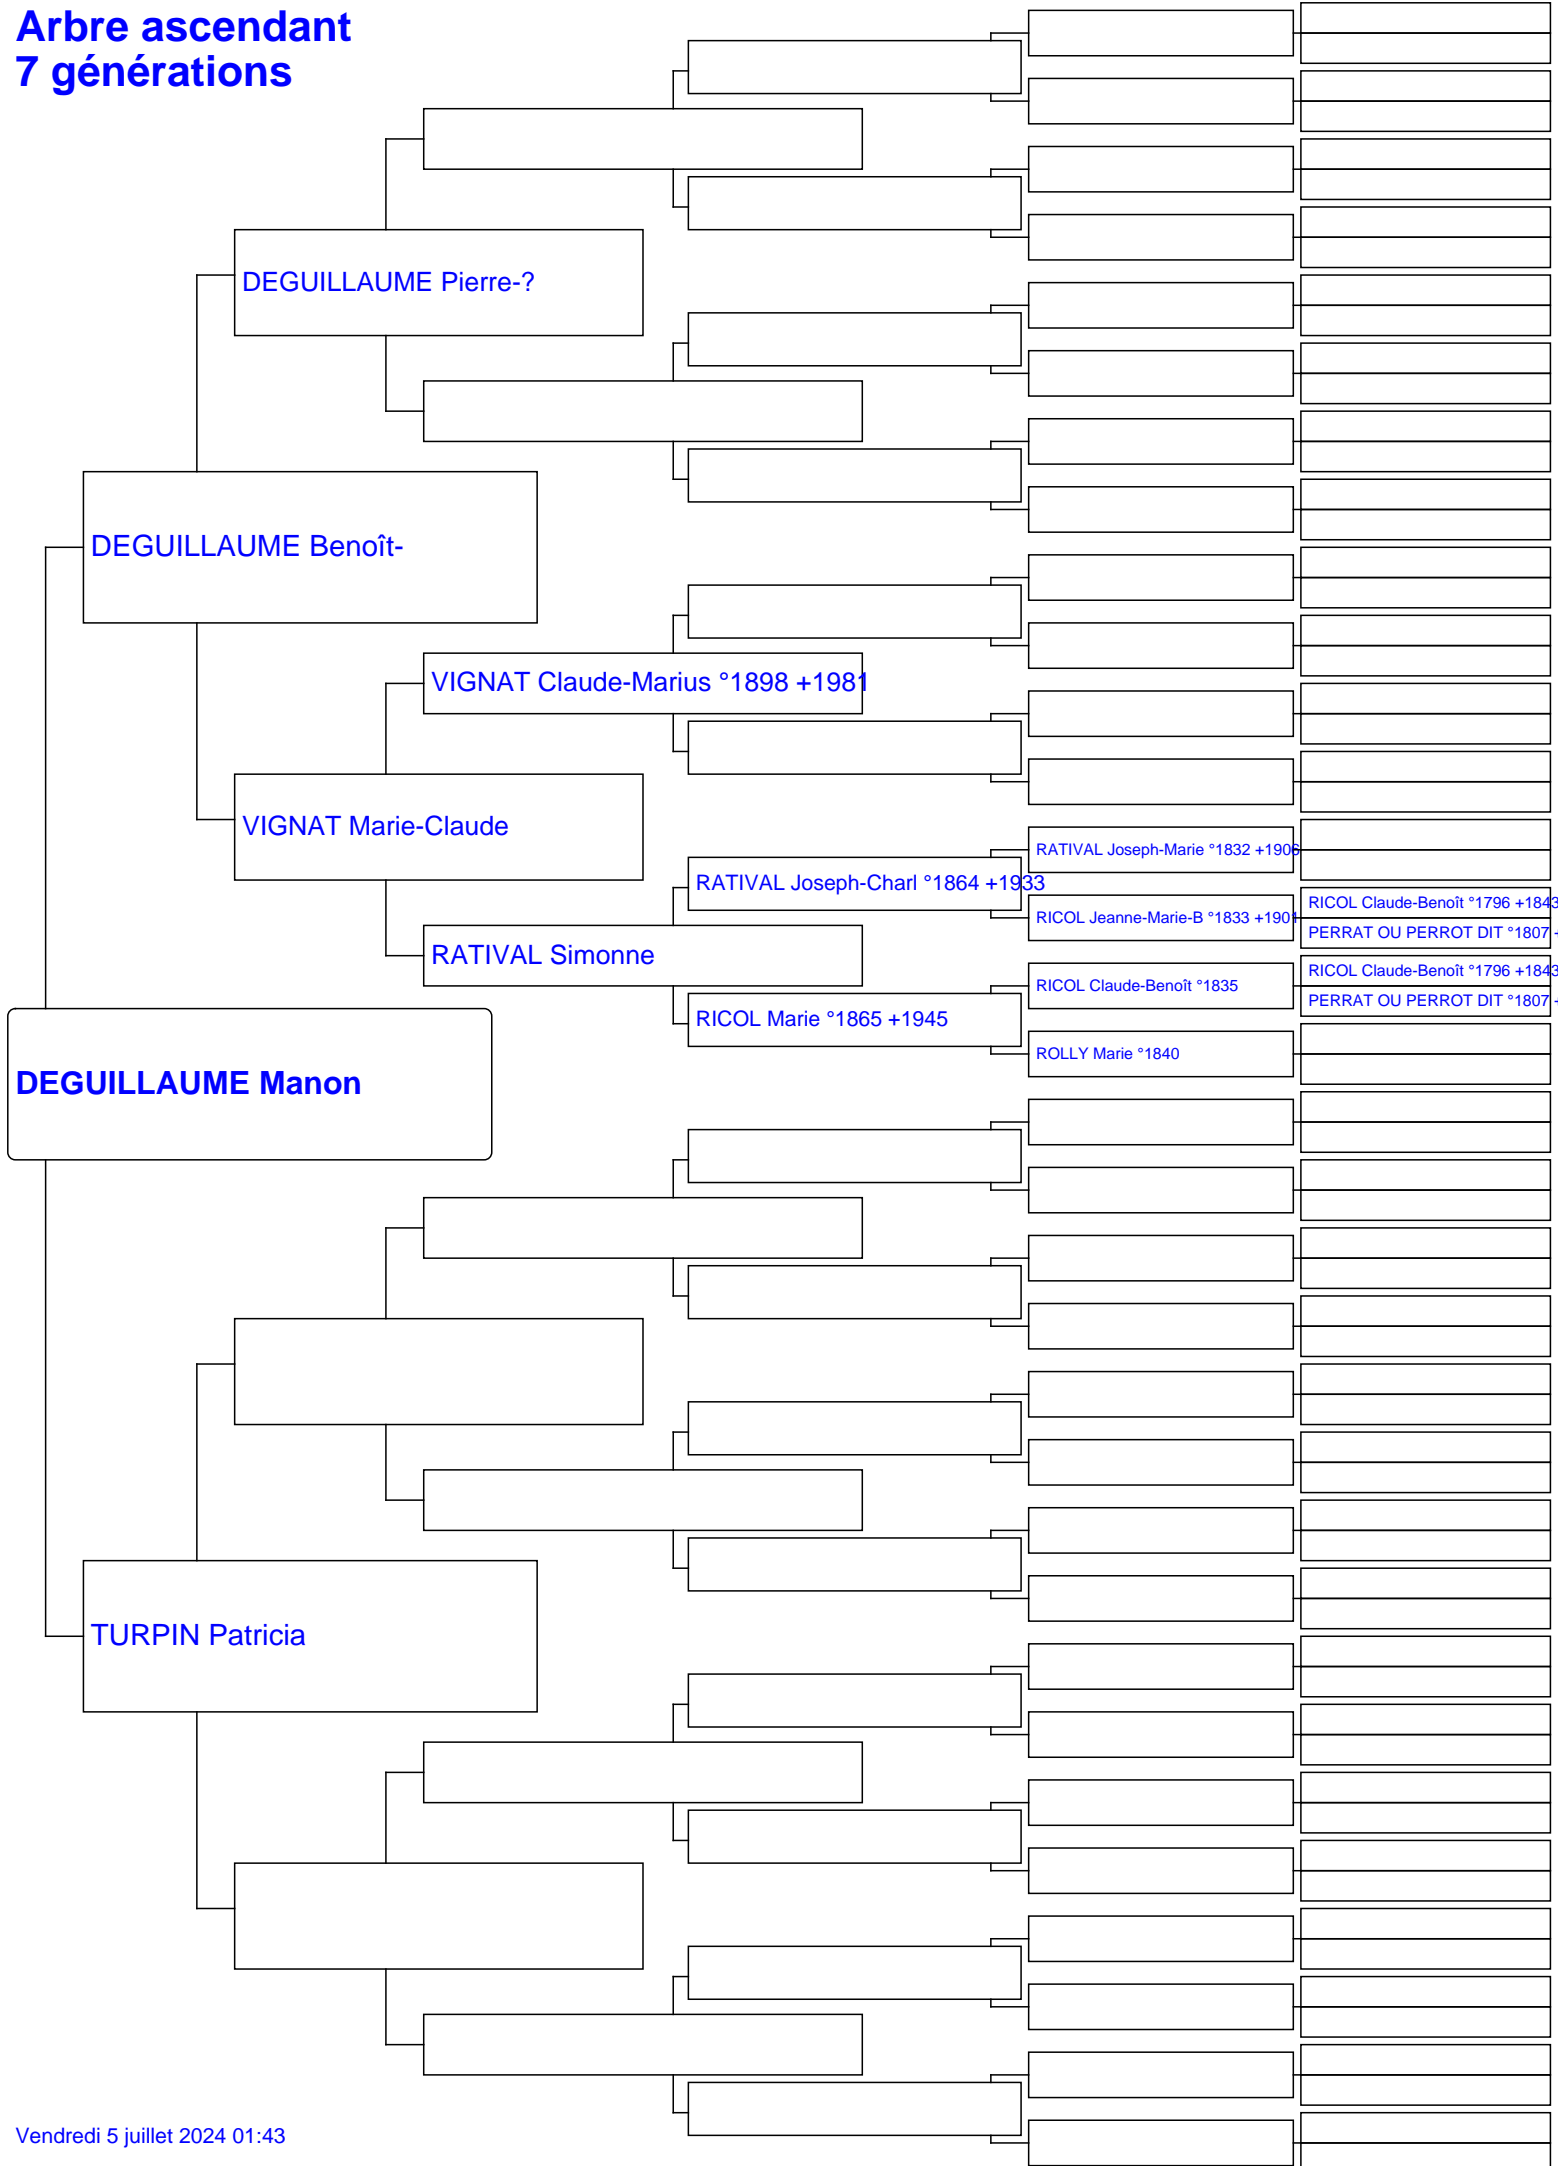 Arbre ascendant
7 générations
DEGUILLAUME Pierre-?
DEGUILLAUME Benoît-
VIGNAT Claude-Marius °1898 +1981
VIGNAT Marie-Claude
RATIVAL Joseph-Marie °1832 +1906
RATIVAL Joseph-Charl °1864 +1933
RICOL Claude-Benoît °1796 +1843
RICOL Jeanne-Marie-B °1833 +1901
PERRAT OU PERROT DIT °1807 +
RATIVAL Simonne
RICOL Claude-Benoît °1796 +1843
RICOL Claude-Benoît °1835
PERRAT OU PERROT DIT °1807 +
RICOL Marie °1865 +1945
ROLLY Marie °1840
DEGUILLAUME Manon
TURPIN Patricia
Vendredi 5 juillet 2024 01:43